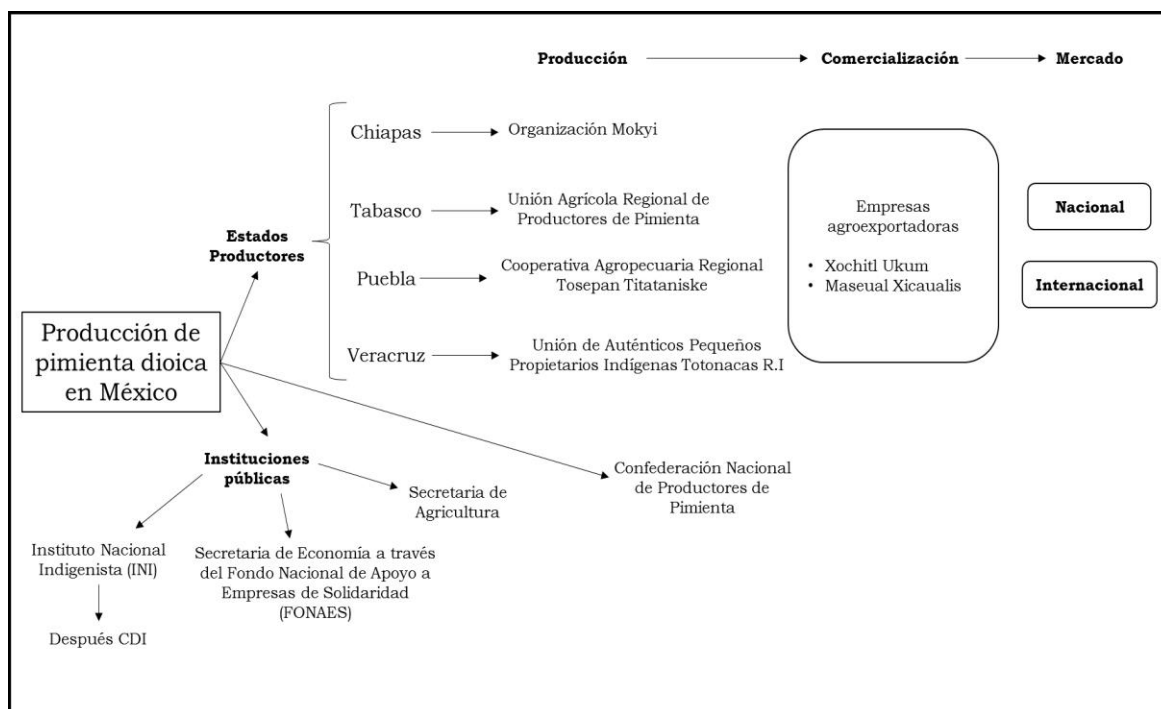 Producción
Comercialización
Mercado
Chiapas
Organización Mokyi
Tabasco
Unión Agrícola Regional de
Productores de Pimienta
Puebla
Cooperativa Agropecuaria Regional
Tosepan Titataniske
Veracruz
Unión de Auténticos Pequeños
Propietarios Indígenas Totonacas R.I
Empresas
agroexportadoras
• Xochitl Ukum
• Maseual Xicaualis
Nacional
Internacional
Estados
Productores
Producción de
pimienta dioica
en México
Instituciones
públicas
Secretaria de
Agricultura
Confederación Nacional
de Productores de
Pimienta
Instituto Nacional
Indigenista (INI)
Después CDI
Secretaria de Economía a través
del Fondo Nacional de Apoyo a
Empresas de Solidaridad
(FONAES)